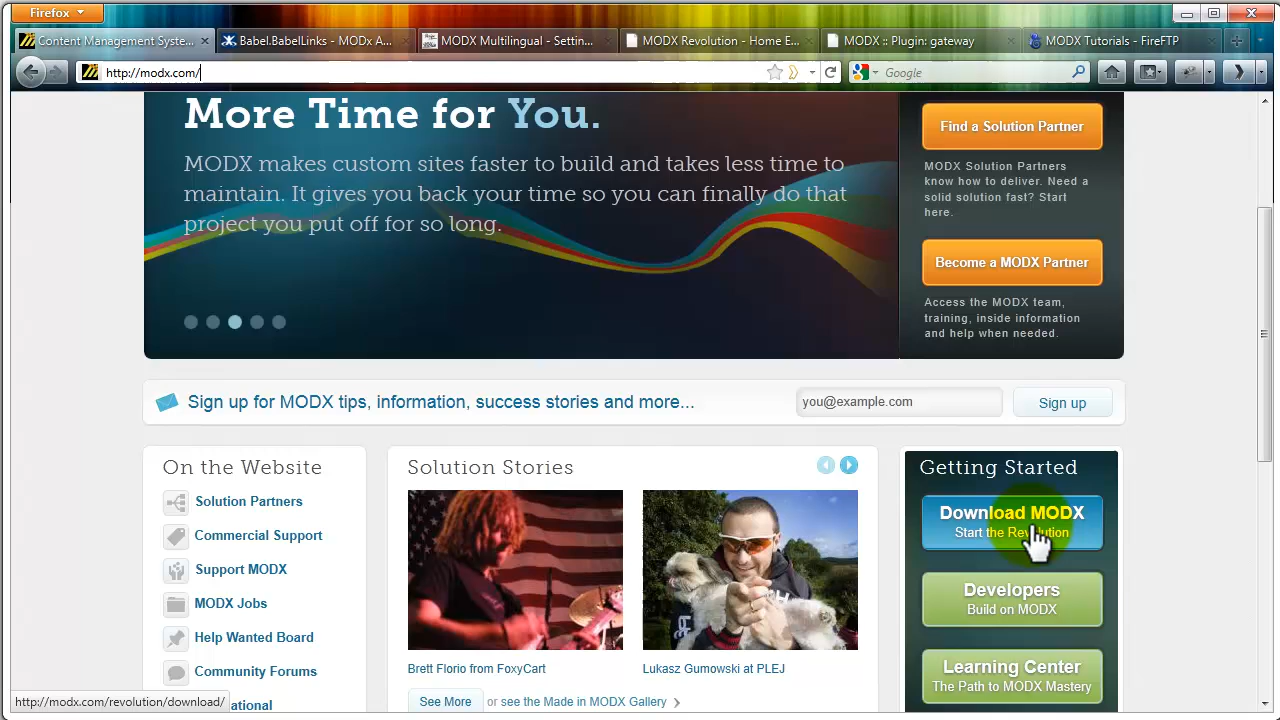 Firefox
Content Management Syste...
Babel.BabelLinks - MODx A...
MODX Multilingual - Settin...
MODX Revolution - Home E...
MODX :: Plugin: gateway
MODX Tutorials - FireFTP
http://modx.com/
Google
More Time for You.
MODX makes custom sites faster to build and takes less time to
maintain. It gives you back your time so you can finally do that
project you put off for so long.
Find a Solution Partner
MODX Solution Partners
know how to deliver. Need a
solid solution fast? Start
here.
Become a MODX Partner
Access the MODX team,
training, inside information
and help when needed.
Sign up for MODX tips, information, success stories and more...
you@example.com
Sign up
On the Website
Solution Partners
Commercial Support
Support MODX
MODX Jobs
Help Wanted Board
Community Forums
ational
Solution Stories
Brett Florio from FoxyCart
Lukasz Gumowski at PLEJ
See More
or see the Made in MODX Gallery
Getting Started
Download MODX
Start the Revolution
Developers
Build on MODX
Learning Center
The Path to MODX Mastery
http://modx.com/revolution/download/